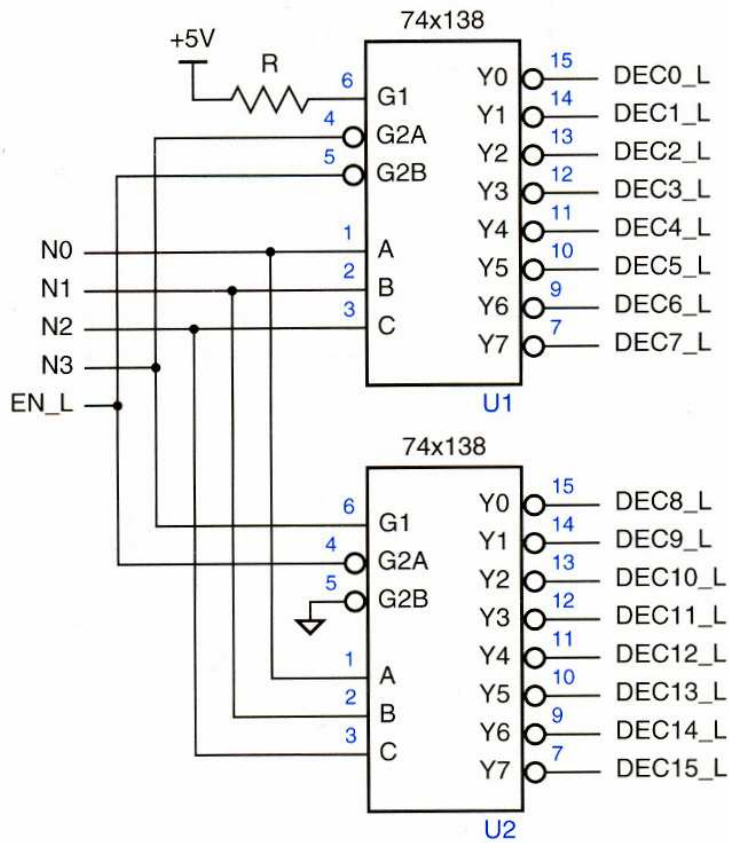 74x138
+5V
R
6
G1
4
G2A
5
G2B
N0
1
A
N1
2
B
N2
3
C
N3
EN_L
Y0
15
DEC0_L
Y1
14
DEC1_L
Y2
13
DEC2_L
Y3
12
DEC3_L
Y4
11
DEC4_L
Y5
10
DEC5_L
Y6
9
DEC6_L
Y7
7
DEC7_L
U1
74x138
6
G1
4
G2A
5
G2B
1
A
2
B
3
C
Y0
15
DEC8_L
Y1
14
DEC9_L
Y2
13
DEC10_L
Y3
12
DEC11_L
Y4
11
DEC12_L
Y5
10
DEC13_L
Y6
9
DEC14_L
Y7
7
DEC15_L
U2